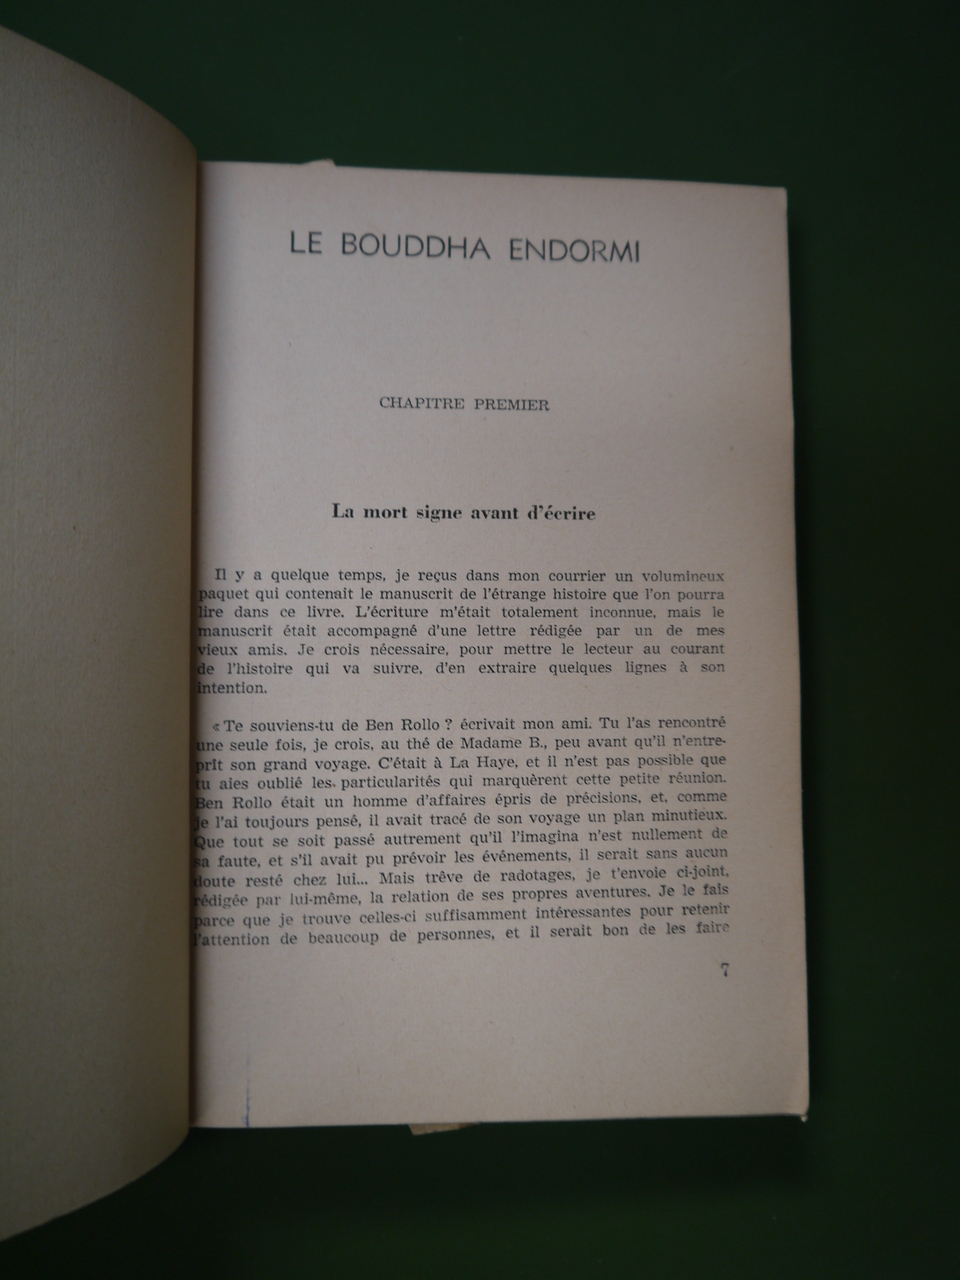 LE BOUDDHA ENDORMI
CHAPITRE PREMIER
La mort signe avant d'écrire
Il y a quelque temps, je reçus dans mon courrier un volumineux
paquet qui contenait le manuscrit de l'étrange histoire que l'on pourra
lire dans ce livre. L'écriture m'était totalement inconnue, mais le
manuscrit était accompagné d'une lettre rédigée par un de mes
vieux amis. Je crois nécessaire, pour mettre le lecteur au courant
de l'histoire qui va suivre, d'en extraire quelques lignes à son
intention.
« Te souviens-tu de Ben Rollo ? écrivait mon ami. Tu l'as rencontré
une seule fois, je crois, au thé de Madame B., peu avant qu'il n'entre-
prît son grand voyage. C'était à La Haye, et il n'est pas possible que
tu aies oublié les particularités qui marquèrent cette petite réunion.
Ben Rollo était un homme d'affaires épris de précisions, et, comme
je l'ai toujours pensé, il avait tracé de son voyage un plan minutieux.
Que tout se soit passé autrement qu'il l'imagina n'est nullement de
sa faute, et s'il avait pu prévoir les événements, il serait sans aucun
doute resté chez lui... Mais trêve de radotages, je t'envoie ci-joint,
rédigée par lui-même, la relation de ses propres aventures. Je le fais
parce que je trouve celles-ci suffisamment intéressantes pour retenir
l'attention de beaucoup de personnes, et il serait bon de les faire
7